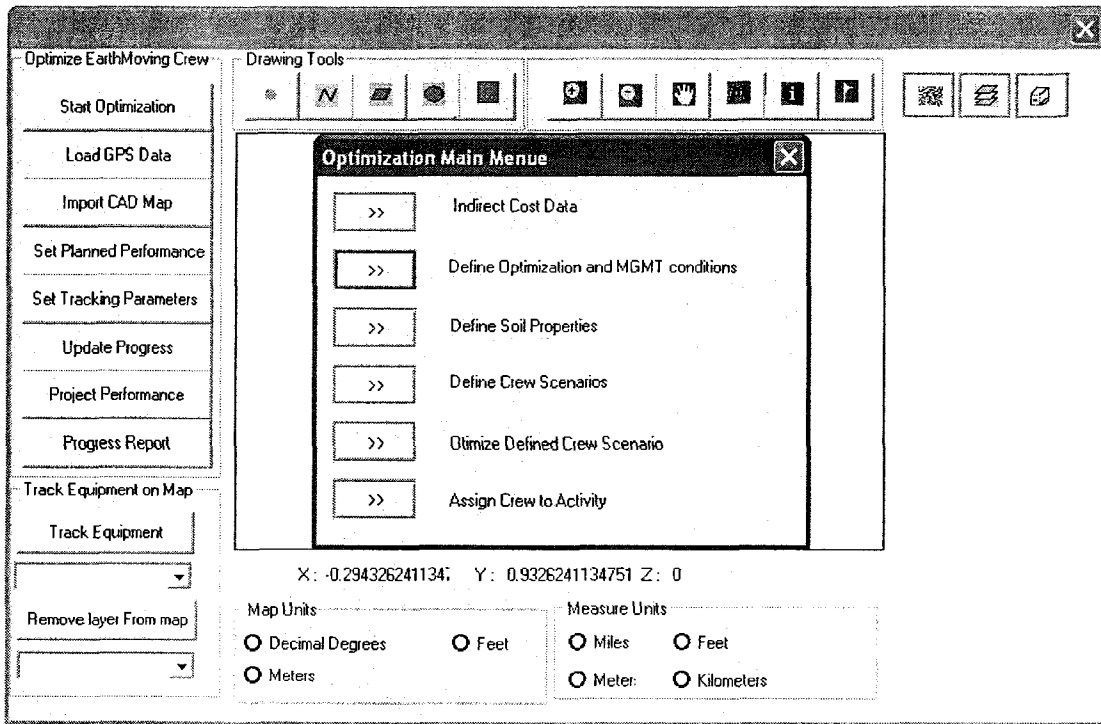 Optimize EarthMoving Crew
Drawing Tools
Start Optimization
Load GPS Data
Import CAD Map
Set Planned Performance
Set Tracking Parameters
Update Progress
Project Performance
Progress Report
Track Equipment on Map
Track Equipment
Remove layer From map
Optimization Main Menue
>> Indirect Cost Data
>> Define Optimization and MGMT conditions
>> Define Soil Properties
>> Define Crew Scenarios
>> Otimize Defined Crew Scenario
>> Assign Crew to Activity
X: -0.294326241134 Y: 0.9326241134751 Z: 0
Map Units
Decimal Degrees Feet
Meters
Measure Units
Miles Feet
Meter: Kilometers